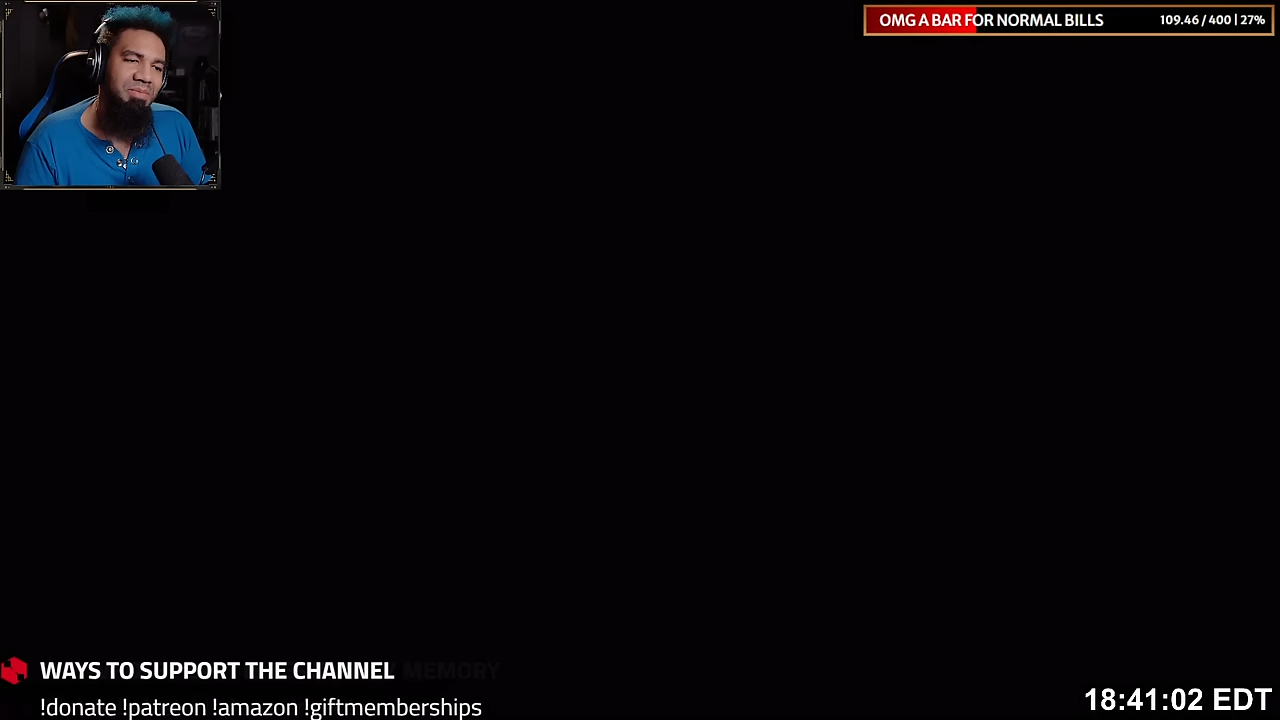 OMG A BAR FOR NORMAL BILLS 109.46 / 400 | 27%
WAYS TO SUPPORT THE CHANNEL MEMORY
!donate !patreon !amazon !giftmemberships
18:41:02 EDT